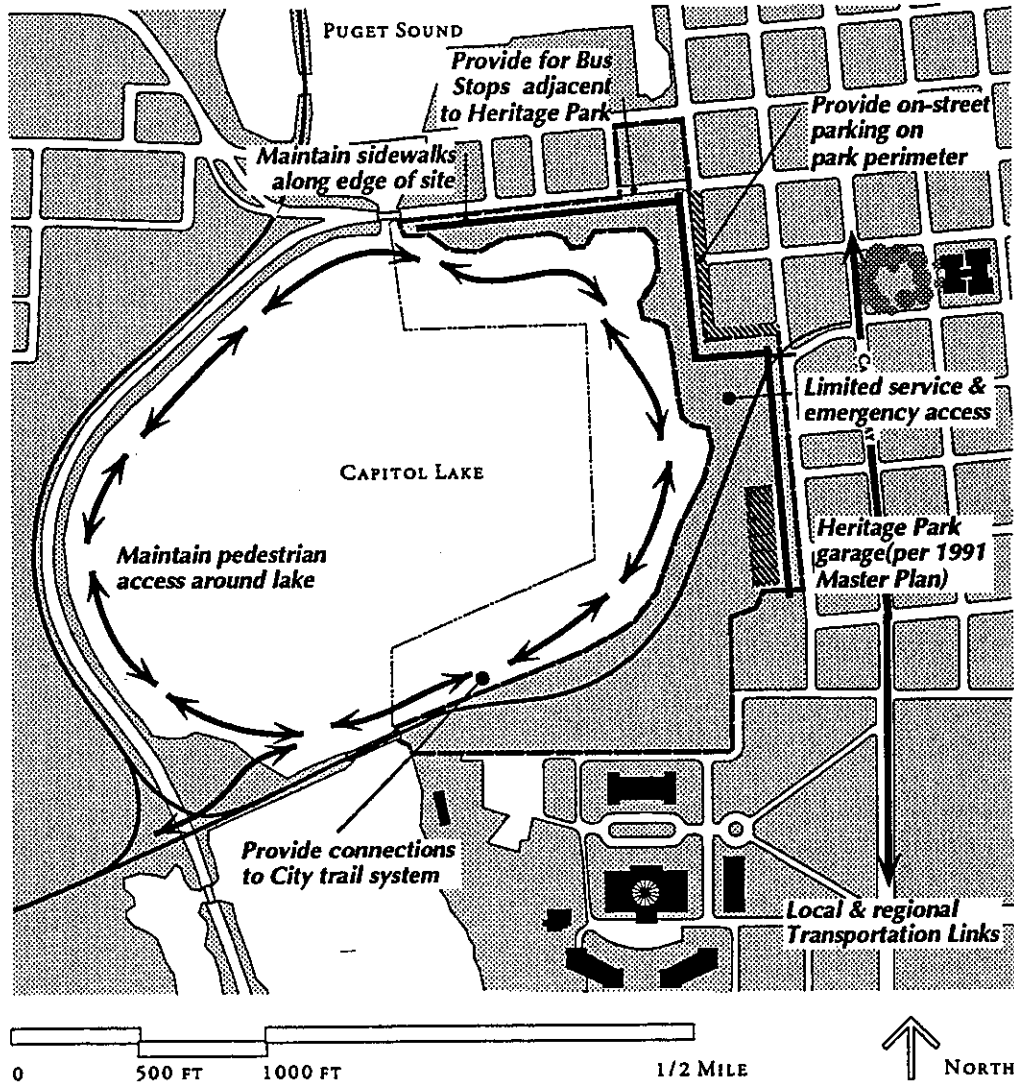 PUGET SOUND
Provide for Bus
Stops adjacent
to Heritage Park
Provide on-street
parking on
park perimeter
Maintain sidewalks
along edge of site
Limited service &
emergency access
CAPITOL LAKE
Heritage Park
garage(per 1991
Master Plan)
Maintain pedestrian
access around lake
Provide connections
to City trail system
Local & regional
Transportation Links
0 500 FT 1000 FT 1/2 MILE
NORTH